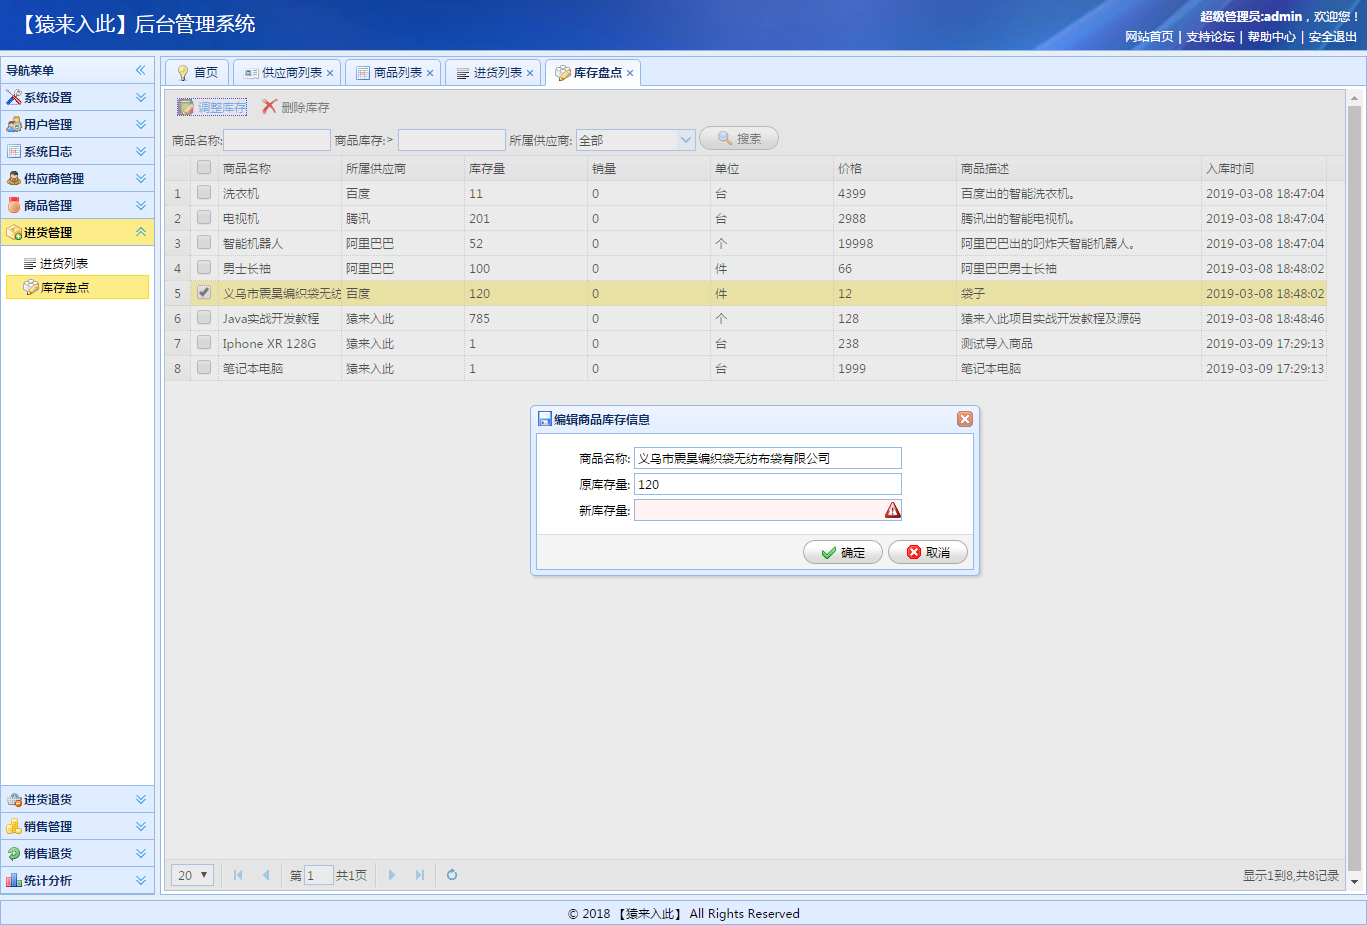 【猿来入此】后台管理系统
超级管理员:admin，欢迎您！
网站首页 | 支持论坛 | 帮助中心 | 安全退出
导航菜单
系统设置
用户管理
系统日志
供应商管理
商品管理
进货管理
进货列表
库存盘点
进货退货
销售管理
销售退货
统计分析
首页 供应商列表 商品列表 进货列表 库存盘点
调整库存 删除库存
商品名称: 商品库存:> 所属供应商: 全部 搜索
商品名称 所属供应商 库存量 销量 单位 价格 商品描述 入库时间
1 洗衣机 百度 11 0 台 4399 百度出的智能洗衣机。 2019-03-08 18:47:04
2 电视机 腾讯 201 0 台 2988 腾讯出的智能电视机。 2019-03-08 18:47:04
3 智能机器人 阿里巴巴 52 0 个 19998 阿里巴巴出的叼炸天智能机器人。 2019-03-08 18:47:04
4 男士长袖 阿里巴巴 100 0 件 66 阿里巴巴男士长袖 2019-03-08 18:48:02
5 义乌市震昊编织袋无纺 百度 120 0 件 12 袋子 2019-03-08 18:48:02
6 Java实战开发教程 猿来入此 785 0 个 128 猿来入此项目实战开发教程及源码 2019-03-08 18:48:46
7 Iphone XR 128G 猿来入此 1 0 台 238 测试导入商品 2019-03-09 17:29:13
8 笔记本电脑 猿来入此 1 0 台 1999 笔记本电脑 2019-03-09 17:29:13
编辑商品库存信息
商品名称: 义乌市震昊编织袋无纺布袋有限公司
原库存量: 120
新库存量:
确定 取消
20 第 1 共1页 显示1到8,共8记录
© 2018 【猿来入此】 All Rights Reserved